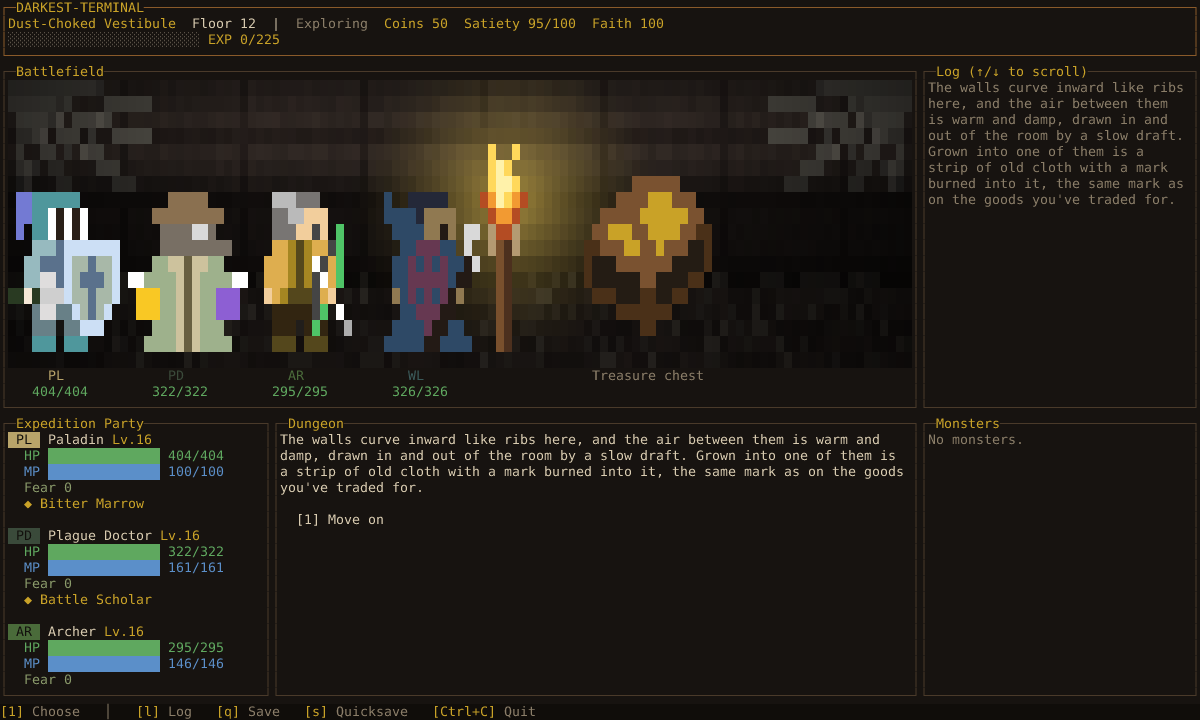 DARKEST-TERMINAL
Dust-Choked Vestibule Floor 12 | Exploring Coins 50 Satiety 95/100 Faith 100
EXP 0/225
Battlefield
PL PD AR WL Treasure chest
404/404 322/322 295/295 326/326
Log (↑/↓ to scroll)
The walls curve inward like ribs
here, and the air between them
is warm and damp, drawn in and
out of the room by a slow draft.
Grown into one of them is a
strip of old cloth with a mark
burned into it, the same mark as
on the goods you've traded for.
Expedition Party
PL Paladin Lv.16
HP 404/404
MP 100/100
Fear 0
◆ Bitter Marrow
PD Plague Doctor Lv.16
HP 322/322
MP 161/161
Fear 0
◆ Battle Scholar
AR Archer Lv.16
HP 295/295
MP 146/146
Fear 0
Dungeon
The walls curve inward like ribs here, and the air between them is warm and
damp, drawn in and out of the room by a slow draft. Grown into one of them is
a strip of old cloth with a mark burned into it, the same mark as on the goods
you've traded for.
[1] Move on
Monsters
No monsters.
[1] Choose │ [l] Log [q] Save [s] Quicksave [Ctrl+C] Quit